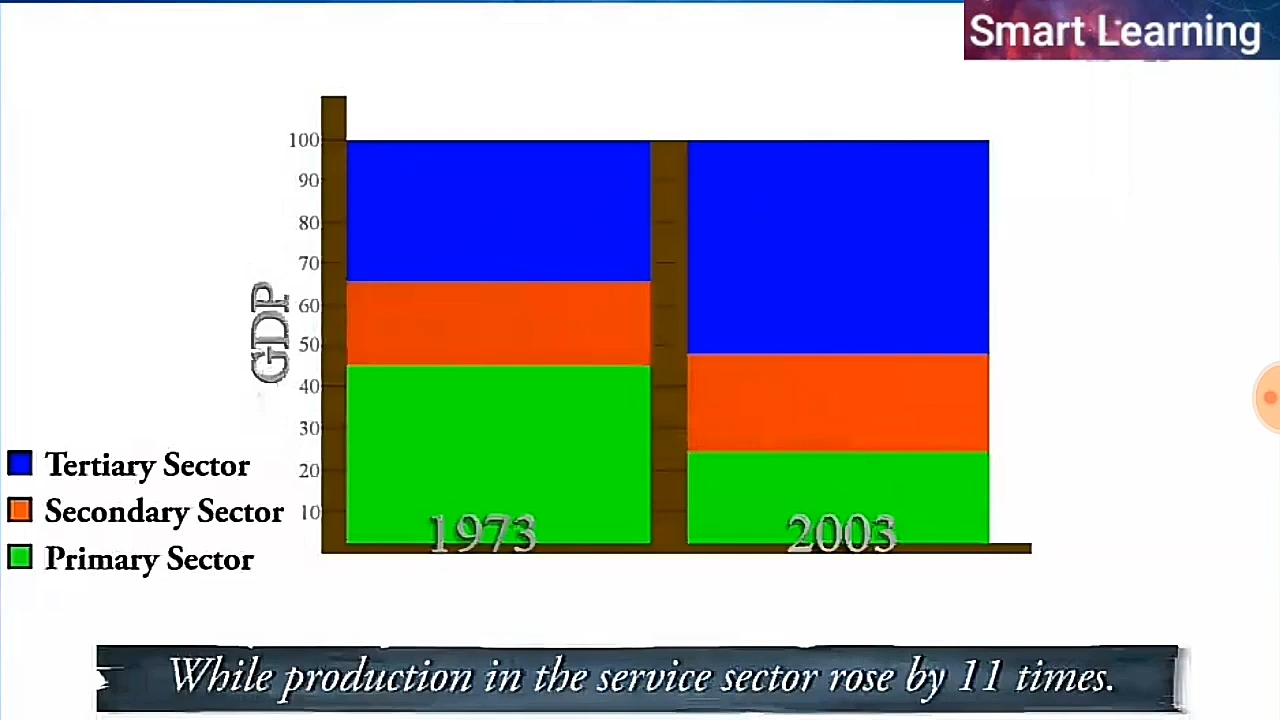 Smart Learning
100
90
80
70
60
50
40
30
20
10
GDP
1973
2003
Tertiary Sector
Secondary Sector
Primary Sector
While production in the service sector rose by 11 times.